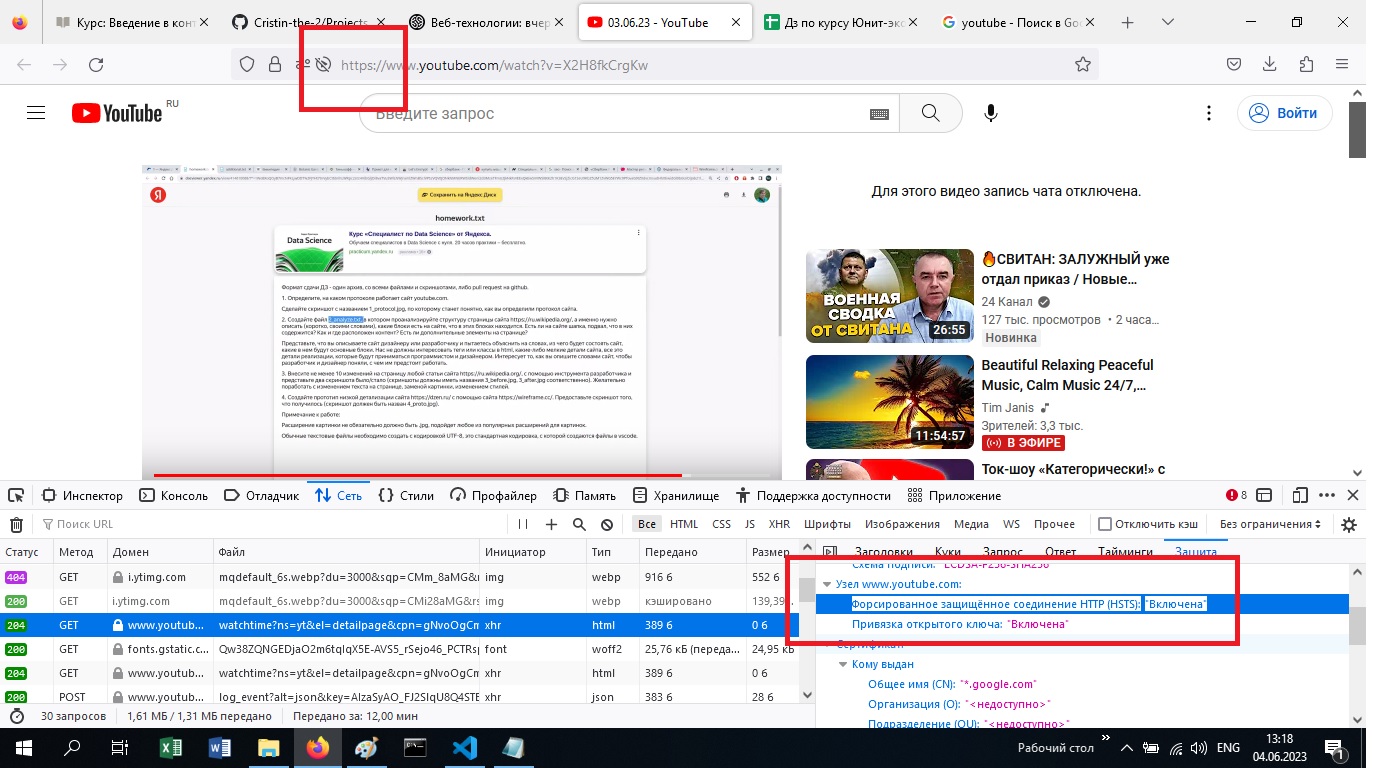 Курс: Введение в конт
Cristin-the-2/Projects_
Веб-технологии: вчер
03.06.23 - YouTube
Дз по курсу Юнит-экс
youtube - Поиск в Goo
https://www.youtube.com/watch?v=X2H8fkCrgKw
YouTube RU
Введите запрос
Войти
Сохранить на Яндекс Диск
homework.txt
Data Science
Курс «Специалист по Data Science» от Яндекса.
Обучаем специалистов в Data Science с нуля. 20 часов практики – бесплатно.
practicum.yandex.ru
Формат сдачи ДЗ - один архив, со всеми файлами и скриншотами, либо pull request на github.
1. Определите, на каком протоколе работает сайт youtube.com.
Сделайте скриншот с названием 1_protocol.jpg, по которому станет понятно, как вы определили протокол сайта.
2. Создайте файл 2_analyze.txt, в котором проанализируйте структуру страницы сайта https://ru.wikipedia.org/, а именно нужно
описать (коротко, своими словами), какие блоки есть на сайте, что в этих блоках находится. Есть ли на сайте шапка, подвал, что в них
содержится? Как и где расположен контент? Есть ли дополнительные элементы на странице?
Представьте, что вы описываете сайт дизайнеру или разработчику и пытаетесь объяснить на словах, из чего будет состоять сайт,
какие в нем будут основные блоки. Нас не должны интересовать теги или классы в html, какие-либо мелкие детали сайта, все это
детали реализации, которые будут приниматься программистом и дизайнером. Интересует то, как вы опишите словами сайт, чтобы
разработчик и дизайнер поняли, с чем им предстоит работать.
3. Внесите не менее 10 изменений на страницу любой статьи сайта https://ru.wikipedia.org/, с помощью инструмента разработчика и
представьте два скриншота было/стало (скриншоты должны иметь названия 3_before.jpg, 3_after.jpg соответственно). Желательно
поработать с изменением текста на странице, заменой картинки, изменением стилей.
4. Создайте прототип низкой детализации сайта https://dzen.ru/ с помощью сайта https://wireframe.cc/. Предоставьте скриншот того,
что получилось (скриншот должен быть назван 4_proto.jpg).
Примечание к работе:
Расширение картинки не обязательно должны быть .jpg, подойдет любое из популярных расширений для картинок.
Обычные текстовые файлы необходимо создать с кодировкой UTF-8, это стандартная кодировка, с которой создаются файлы в vscode.
Для этого видео запись чата отключена.
ВОЕННАЯ
СВОДКА
ОТ СВИТАНА
26:55
СВИТАН: ЗАЛУЖНЫЙ уже
отдал приказ / Новые...
24 Канал
127 тыс. просмотров • 2 часа...
Новинка
11:54:57
Beautiful Relaxing Peaceful
Music, Calm Music 24/7,...
Tim Janis
Зрителей: 3,3 тыс.
В ЭФИРЕ
Ток-шоу «Категорически!» с
Инспектор Консоль Отладчик Сеть Стили Профайлер Память Хранилище Поддержка доступности Приложение 8
Поиск URL
Все HTML CSS JS XHR Шрифты Изображения Медиа WS Прочее Отключить кэш Без ограничения
Статус Метод Домен Файл Инициатор Тип Передано Размер
404 GET i.ytimg.com mqdefault_6s.webp?du=3000&sqp=CMm_8aMG& img webp 916 б 552 б
200 GET i.ytimg.com mqdefault_6s.webp?du=3000&sqp=CMi28aMG&rs img webp кэшировано 139,39...
204 GET www.youtub... watchtime?ns=yt&el=detailpage&cpn=gNvoOgCm xhr html 389 б 0 б
200 GET fonts.gstatic.c... Qw38ZQNGEDjaO2m6tqIqX5E-AVS5_rSejo46_PCTRsp font woff2 25,76 кБ (переда... 24,95 кБ
204 GET www.youtub... watchtime?ns=yt&el=detailpage&cpn=gNvoOgCm xhr html 389 б 0 б
200 POST www.youtub... log_event?alt=json&key=AIzaSyAO_FJ2SlqU8Q4STE xhr json 383 б 28 б
30 запросов 1,61 МБ / 1,31 МБ передано Передано за: 12,00 мин
Заголовки Куки Запрос Ответ Тайминги Защита
Схема подписи: "ECDSA-P256-SHA256"
Узел www.youtube.com:
Форсированное защищённое соединение HTTP (HSTS): "Включена"
Привязка открытого ключа: "Включена"
Сертификат:
Кому выдан
Общее имя (CN): "*.google.com"
Организация (O): "<недоступно>"
Подразделение (OU): "<недоступно>"
Рабочий стол
ENG
13:18
04.06.2023
1